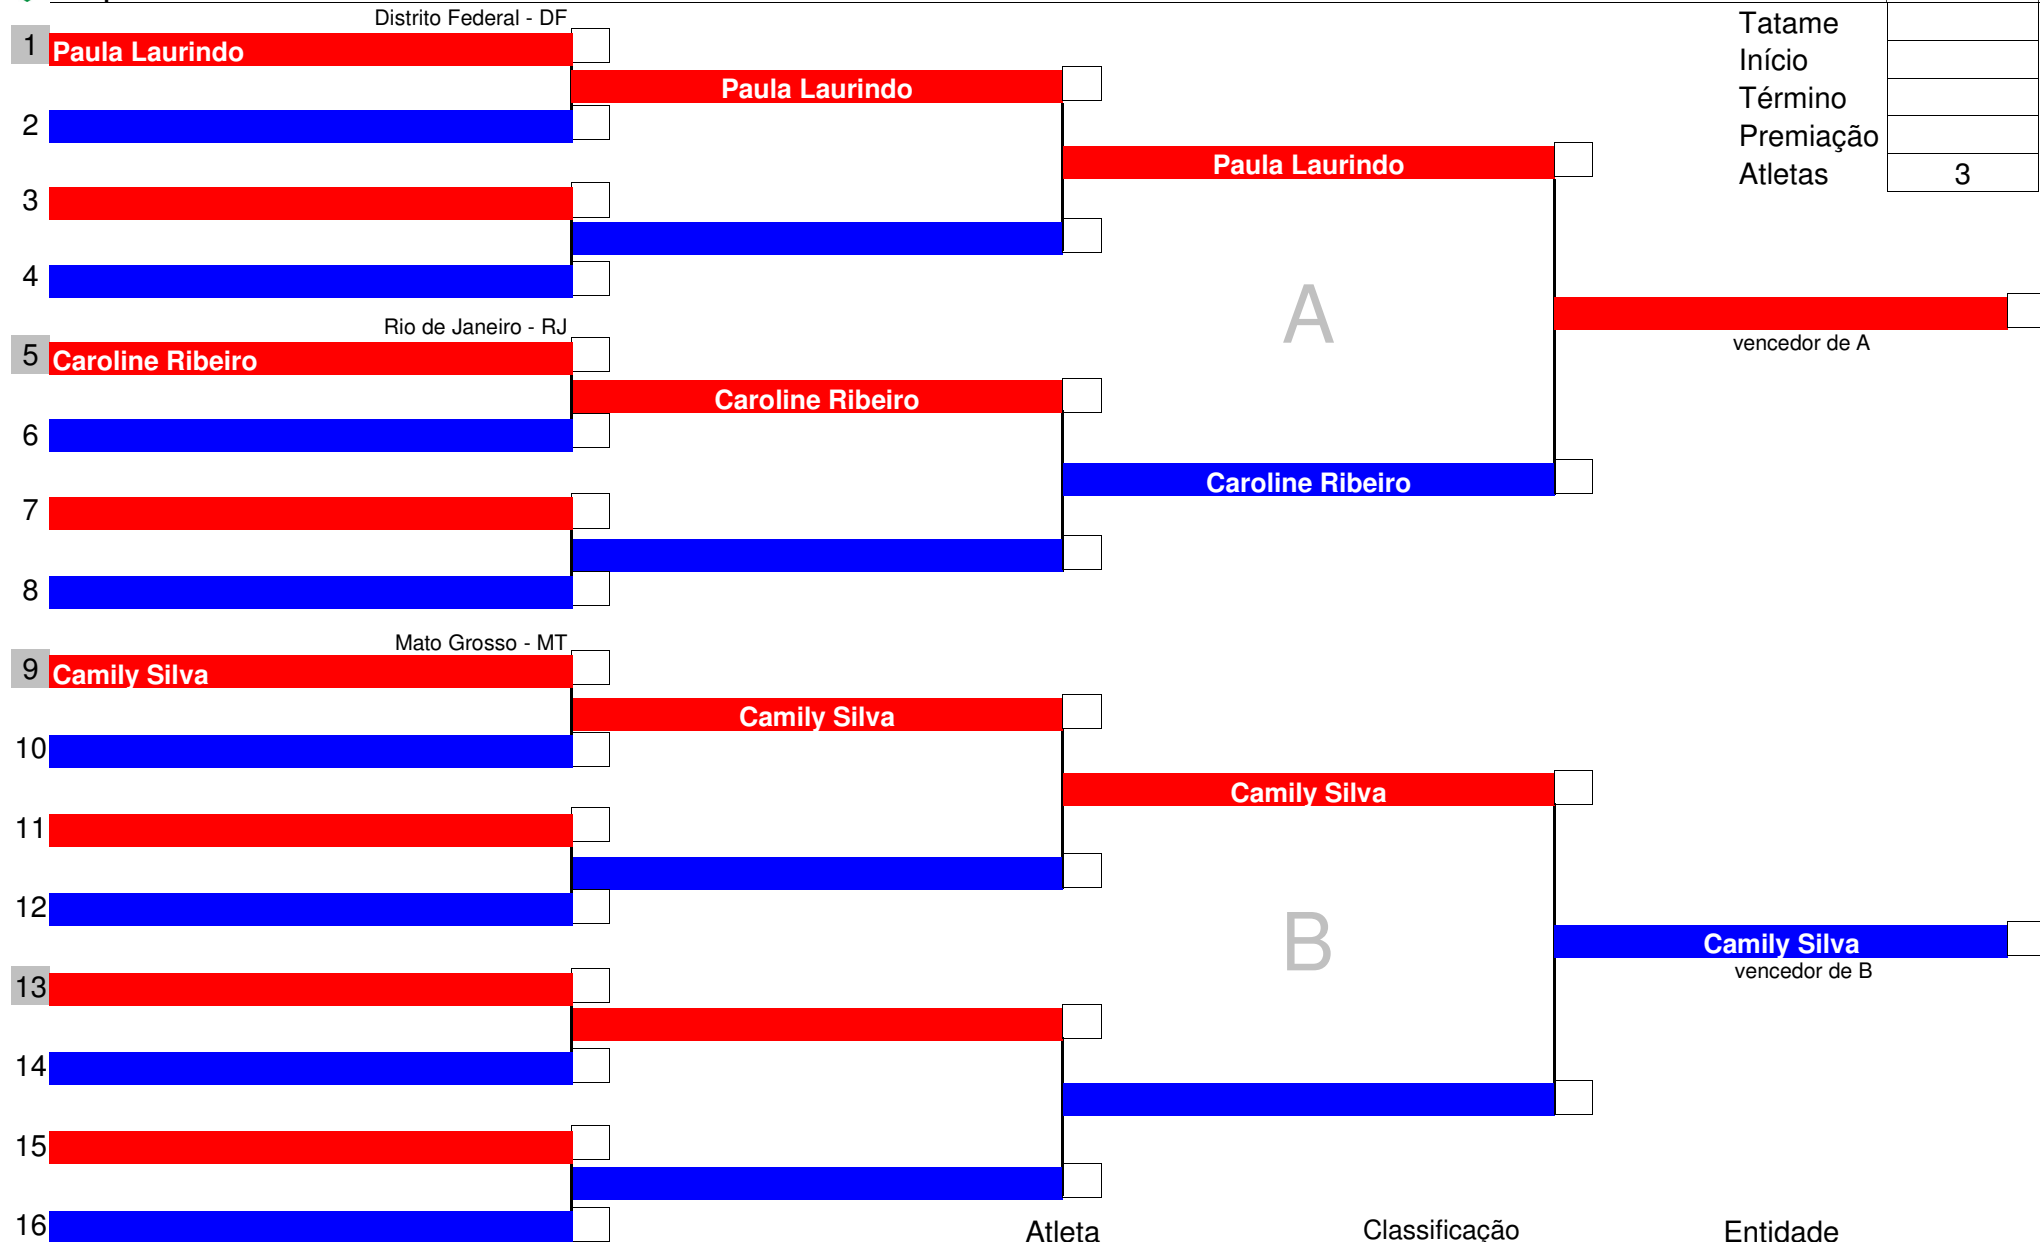 Distrito Federal - DF
Tatame
1
Paula Laurindo
Início
Paula Laurindo
Término
2
Premiação
Paula Laurindo
Atletas
3
3
4
A
Rio de Janeiro - RJ
vencedor de A
5
Caroline Ribeiro
Caroline Ribeiro
6
Caroline Ribeiro
7
8
Mato Grosso - MT
9
Camily Silva
Camily Silva
10
Camily Silva
11
12
B
Camily Silva
vencedor de B
13
14
15
16
Atleta
Classificação
Entidade